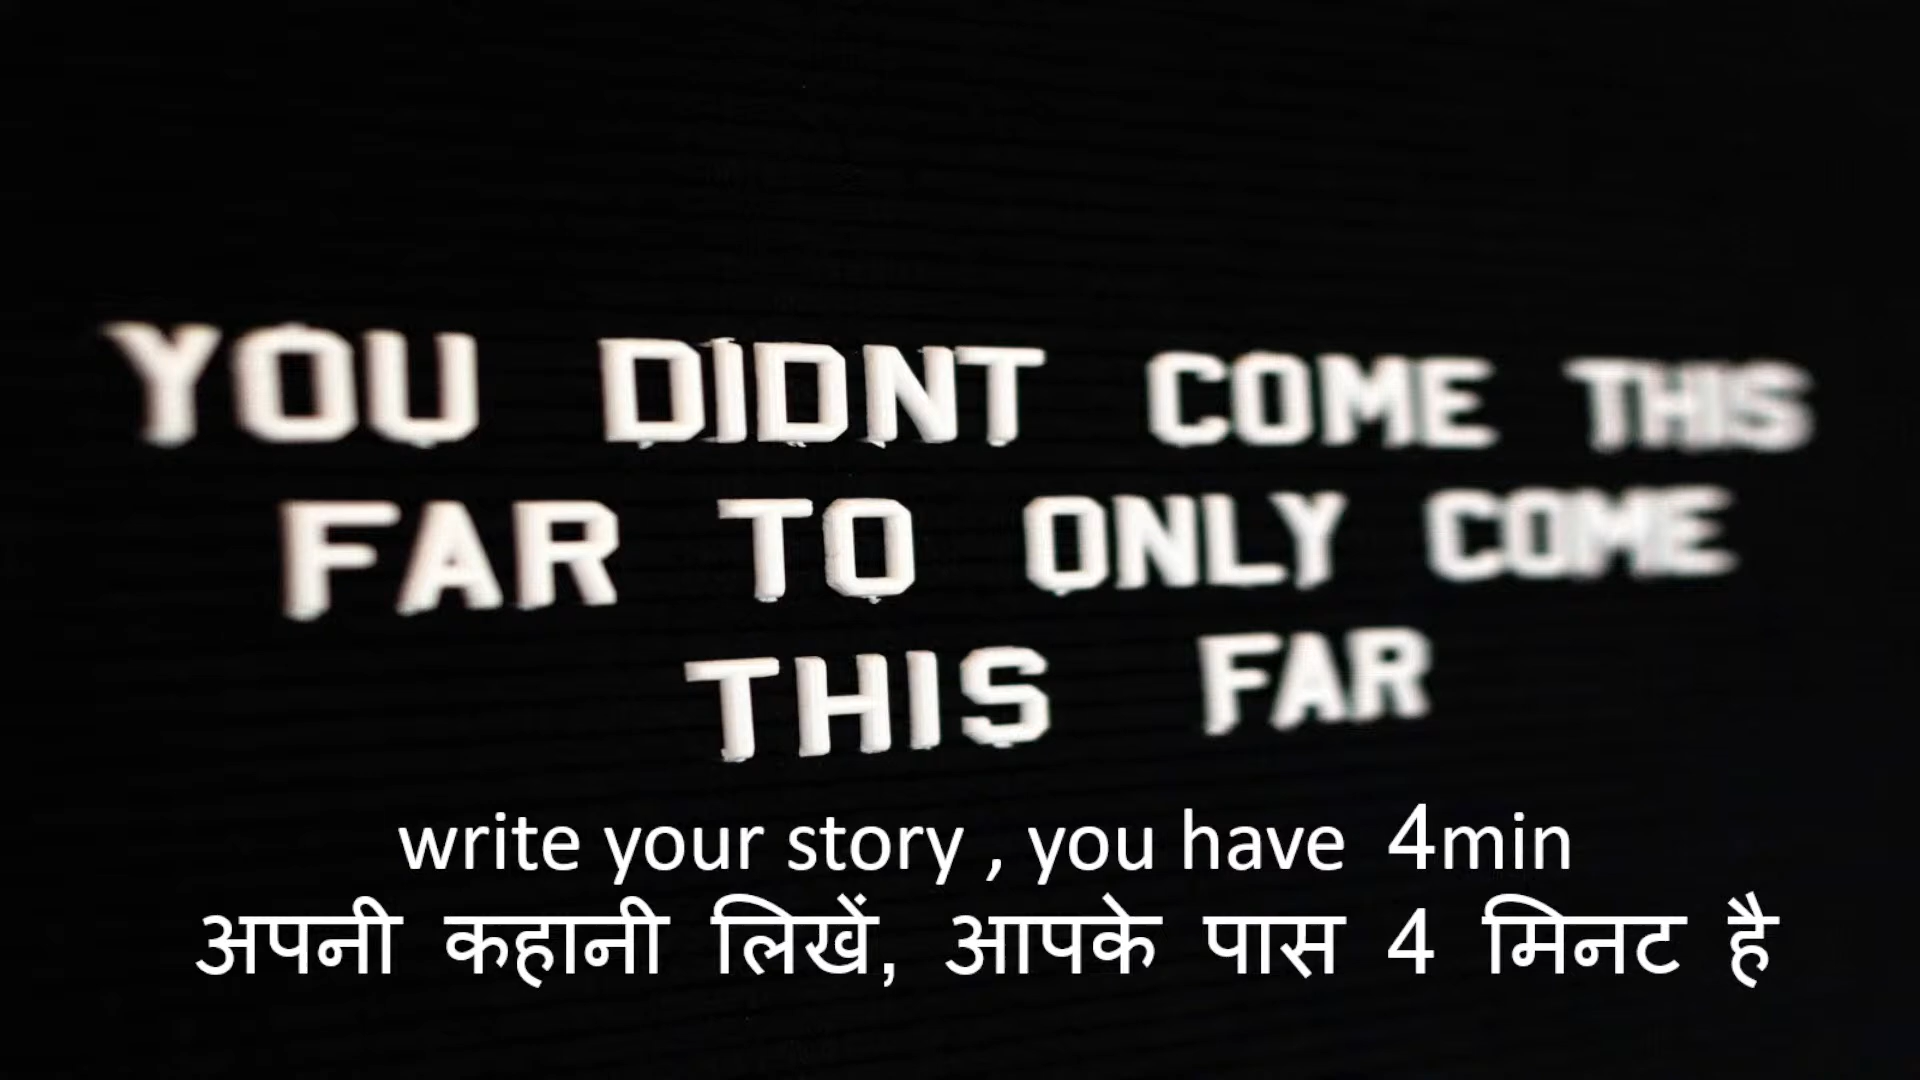 YOU DIDNT COME THIS
FAR TO ONLY COME
THIS FAR
write your story , you have 4min
अपनी कहानी लिखें, आपके पास 4 मिनट है